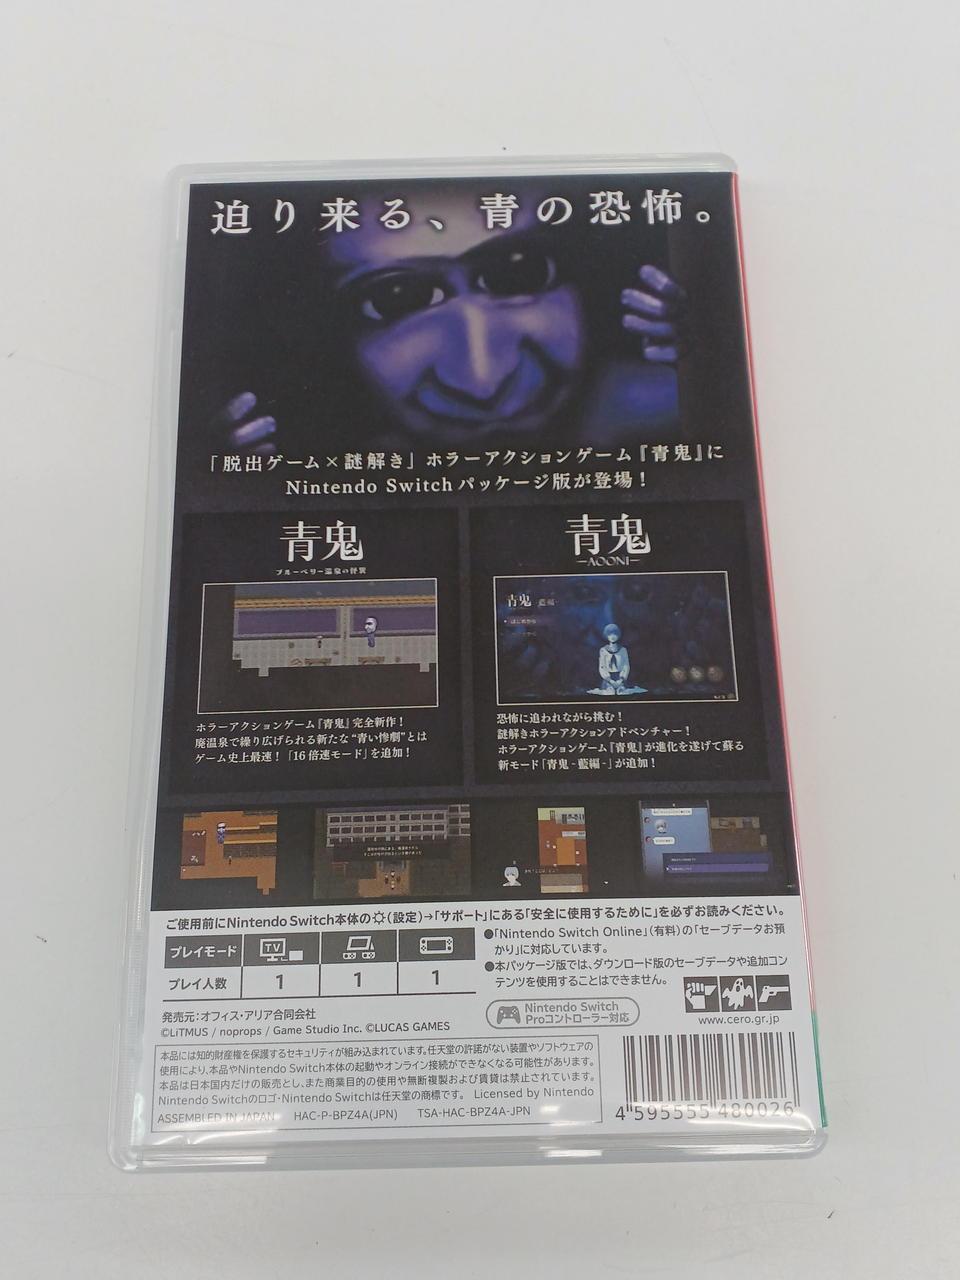 迫り来る、青の恐怖。
「脱出ゲーム×謎解き」ホラーアクションゲーム『青鬼』に
Nintendo Switchパッケージ版が登場！
青鬼
ブルーベリー温泉の怪異
ホラーアクションゲーム『青鬼』完全新作！
廃温泉で繰り広げられる新たな“青い惨劇”とは
ゲーム史上最速！「16倍速モード」を追加！
青鬼
AOONI
青鬼 藍編
はじめから
恐怖に追われながら挑む！
謎解きホラーアクションアドベンチャー！
ホラーアクションゲーム『青鬼』が進化を遂げて蘇る
新モード「青鬼 - 藍編 -」が追加！
ご使用前にNintendo Switch本体の(設定)→「サポート」にある「安全に使用するために」を必ずお読みください。
プレイモード TV
プレイ人数 1 1 1
●「Nintendo Switch Online」(有料)の「セーブデータお預
かり」に対応しています。
●本パッケージ版では、ダウンロード版のセーブデータや追加コン
テンツを使用することはできません。
発売元：オフィス・アリア合同会社
©LiTMUS / noprops / Game Studio Inc. ©LUCAS GAMES
Nintendo Switch
Proコントローラー対応
www.cero.gr.jp
本品には知的財産権を保護するセキュリティが組み込まれています。任天堂の許諾がない装置やソフトウェアの
使用により、本品やNintendo Switch本体の起動やオンライン接続ができなくなる可能性があります。
本品は日本国内だけの販売とし、また商業目的の使用や無断複製および賃貸は禁止されています。
Nintendo Switchのロゴ・Nintendo Switchは任天堂の商標です。 Licensed by Nintendo
ASSEMBLED IN JAPAN HAC-P-BPZ4A(JPN) TSA-HAC-BPZ4A-JPN
4 595555 480026